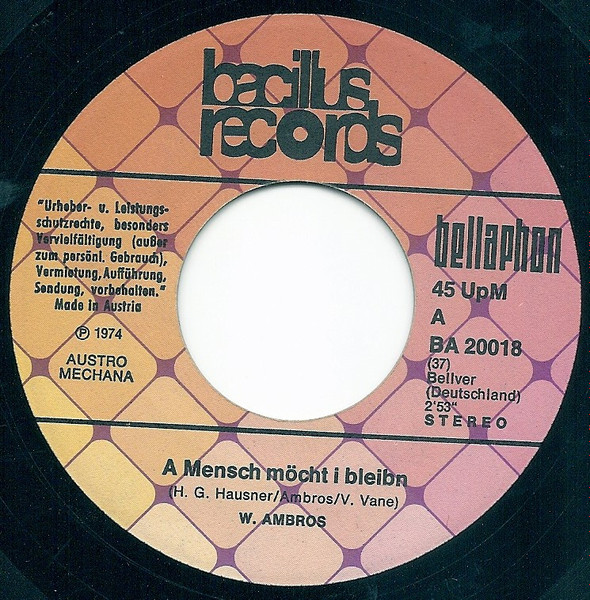 bacillus
records
"Urheber- u. Leistungs-
schutzrechte, besonders
Vervielfältigung (außer
zum persönl. Gebrauch),
Vermietung, Aufführung,
Sendung, vorbehalten."
Made in Austria
Ⓟ 1974
AUSTRO
MECHANA
bellaphon
45 UpM
A
BA 20018
(37)
Bellver
(Deutschland)
2'53"
STEREO
A Mensch möcht i bleibn
(H. G. Hausner/Ambros/V. Vane)
W. AMBROS